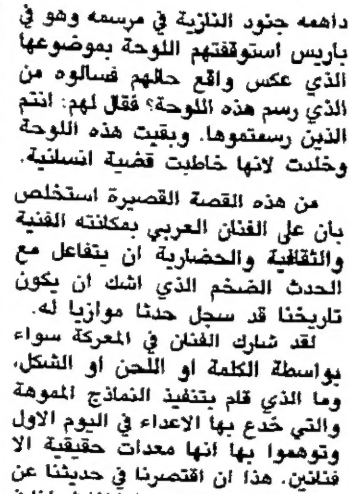 داهمه جنود النازية في مرسمه وهو في
باريس استوقفتهم اللوحة بموضوعها
الذي عكس واقع حالهم فسالوه من
الذي رسم هذه اللوحة؟ فقال لهم: انتم
الذين رسمتموها. وبقيت هذه اللوحة
وخلدت لانها خاطبت قضية انسانية.
من هذه القصة القصيرة استخلص
بأن على الفنان العربي بمكانته الفنية
والثقافية والحضارية ان يتفاعل مع
الحدث الضخم الذي اشك ان يكون
تاريخنا قد سجل حدثا موازيا له.
لقد شارك الفنان في المعركة سواء
بواسطة الكلمة او اللحن او الشكل،
وما الذي قام بتنفيذ النماذج الموهة
والتي خدع بها الاعداء في اليوم الاول
وتوهموا بها انها معدات حقيقية الا
فنانين. هذا ان اقتصرنا في حديثنا عن